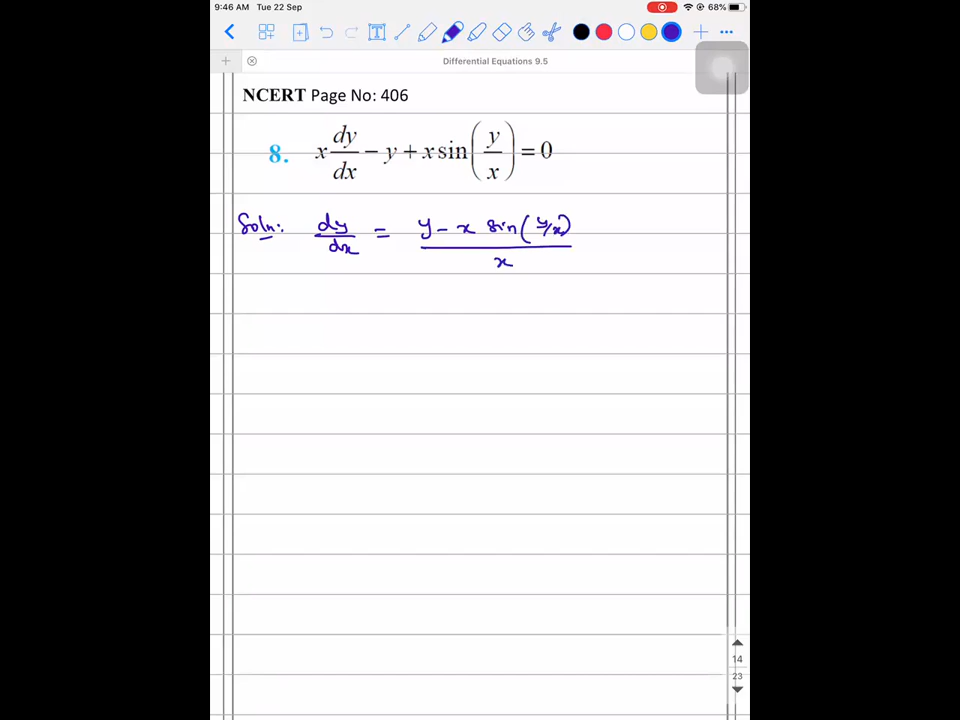 9:46 AM Tue 22 Sep 68%
Differential Equations 9.5
NCERT Page No: 406
8. x dy/dx − y + x sin(y/x) = 0
Soln: dy/dx = (y − x sin(y/x))/x
14
23